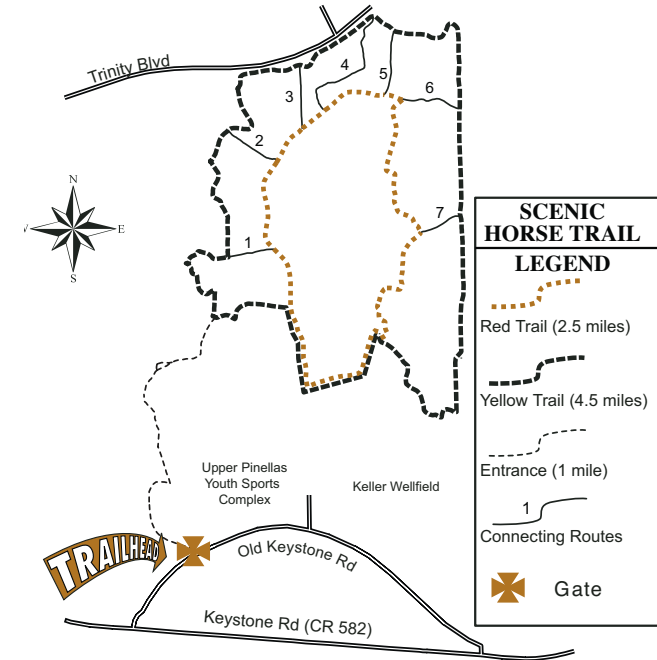 Trinity Blvd
4
5
3
6
2
N
7
E
1
S
SCENIC
HORSE TRAIL
LEGEND
Red Trail (2.5 miles)
Yellow Trail (4.5 miles)
Entrance (1 mile)
1
Connecting Routes
Gate
Upper Pinellas
Youth Sports
Complex
Keller Wellfield
TRAILHEAD
Old Keystone Rd
Keystone Rd (CR 582)